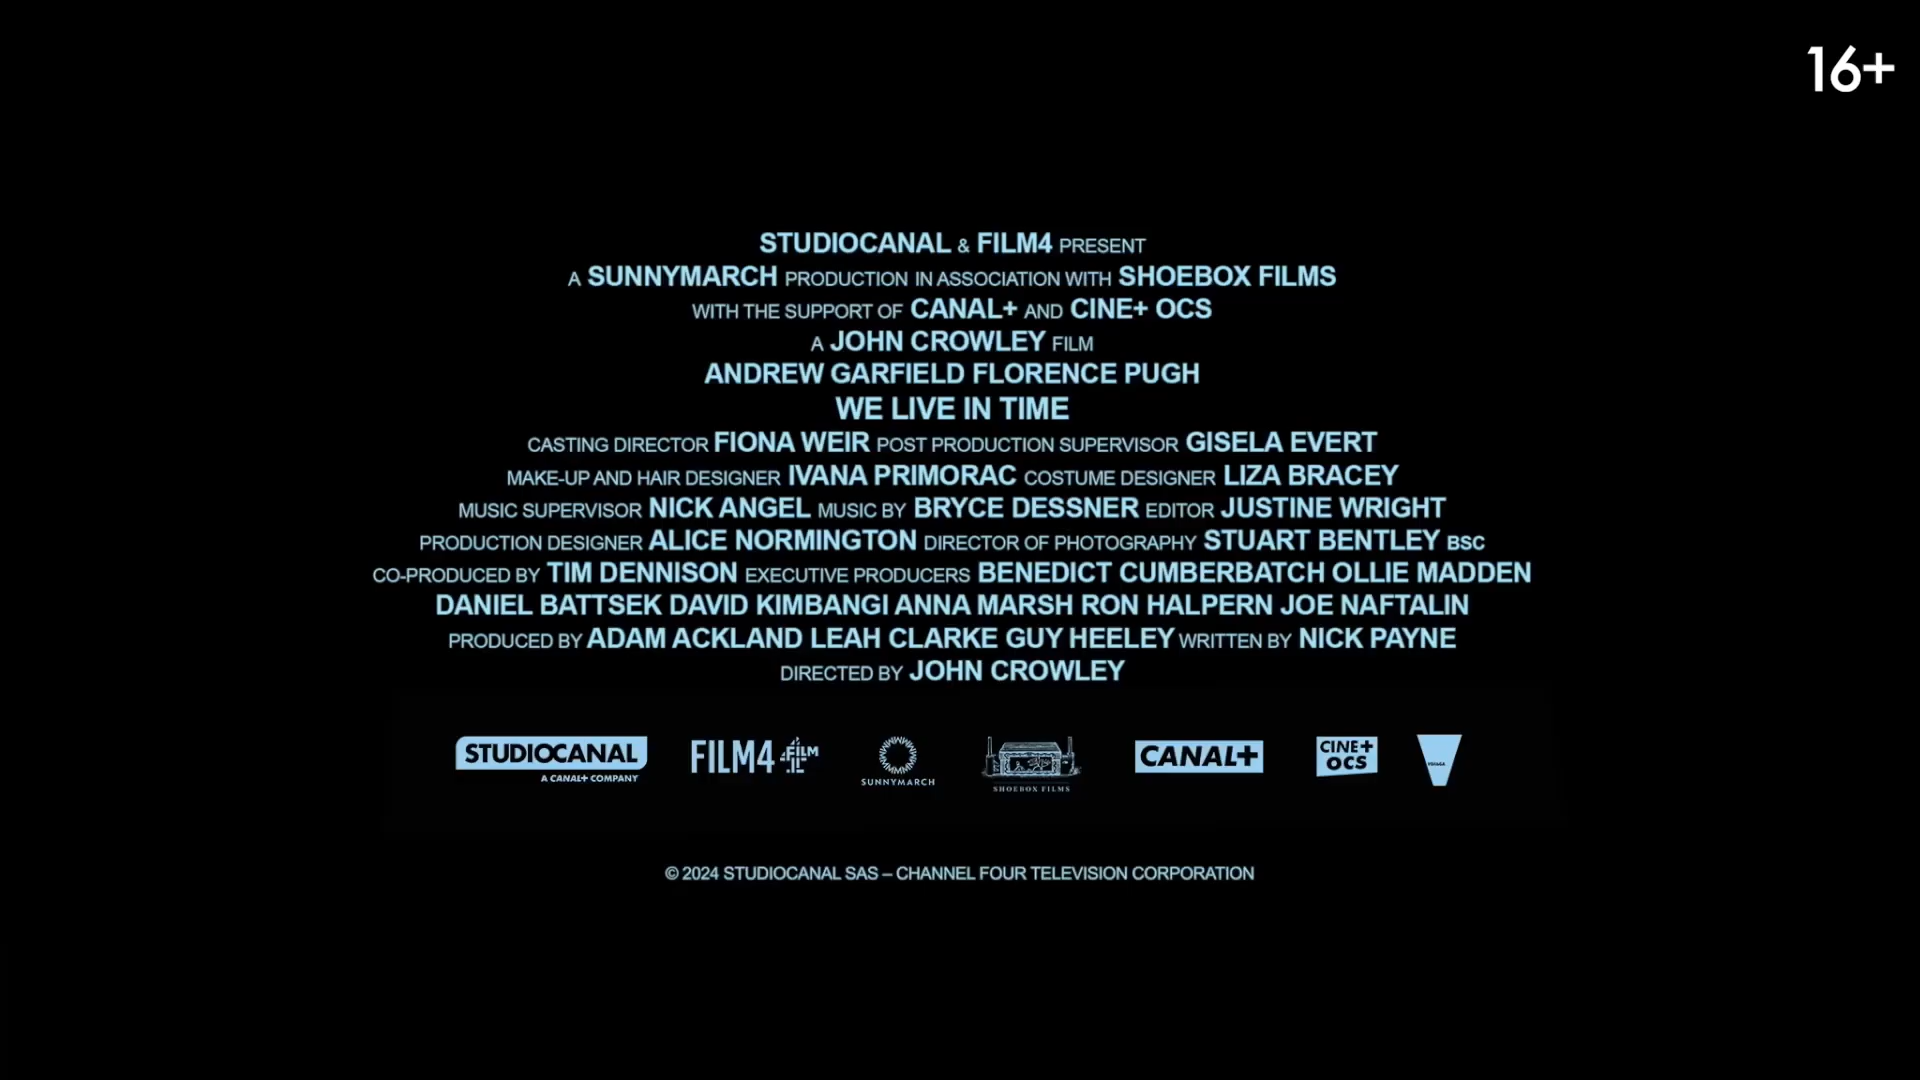 16+
STUDIOCANAL & FILM4 PRESENT
A SUNNYMARCH PRODUCTION IN ASSOCIATION WITH SHOEBOX FILMS
WITH THE SUPPORT OF CANAL+ AND CINE+ OCS
A JOHN CROWLEY FILM
ANDREW GARFIELD FLORENCE PUGH
WE LIVE IN TIME
CASTING DIRECTOR FIONA WEIR POST PRODUCTION SUPERVISOR GISELA EVERT
MAKE-UP AND HAIR DESIGNER IVANA PRIMORAC COSTUME DESIGNER LIZA BRACEY
MUSIC SUPERVISOR NICK ANGEL MUSIC BY BRYCE DESSNER EDITOR JUSTINE WRIGHT
PRODUCTION DESIGNER ALICE NORMINGTON DIRECTOR OF PHOTOGRAPHY STUART BENTLEY BSC
CO-PRODUCED BY TIM DENNISON EXECUTIVE PRODUCERS BENEDICT CUMBERBATCH OLLIE MADDEN
DANIEL BATTSEK DAVID KIMBANGI ANNA MARSH RON HALPERN JOE NAFTALIN
PRODUCED BY ADAM ACKLAND LEAH CLARKE GUY HEELEY WRITTEN BY NICK PAYNE
DIRECTED BY JOHN CROWLEY
STUDIOCANAL
A CANAL+ COMPANY
FILM4 FILM
SUNNYMARCH
SHOEBOX FILMS
CANAL+
CINE+
OCS
© 2024 STUDIOCANAL SAS – CHANNEL FOUR TELEVISION CORPORATION